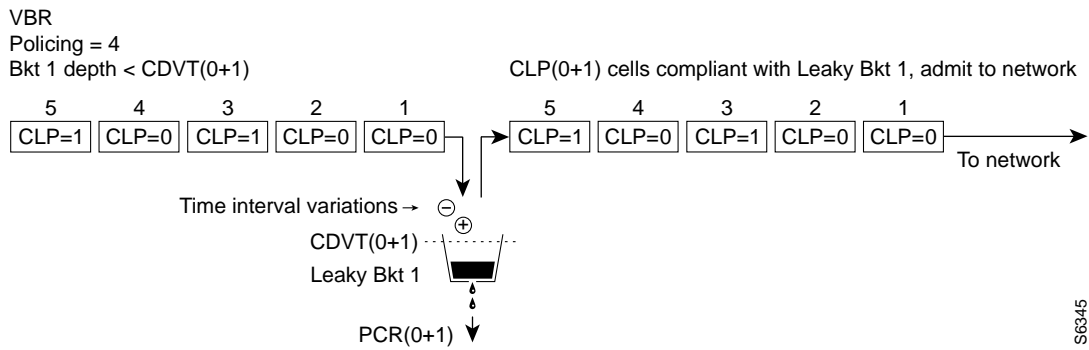 VBR
Policing = 4
Bkt 1 depth < CDVT(0+1)
CLP(0+1) cells compliant with Leaky Bkt 1, admit to network
5 4 3 2 1
CLP=1 CLP=0 CLP=1 CLP=0 CLP=0
5 4 3 2 1
CLP=1 CLP=0 CLP=1 CLP=0 CLP=0
To network
Time interval variations →
−
+
CDVT(0+1)
Leaky Bkt 1
PCR(0+1)
S6345